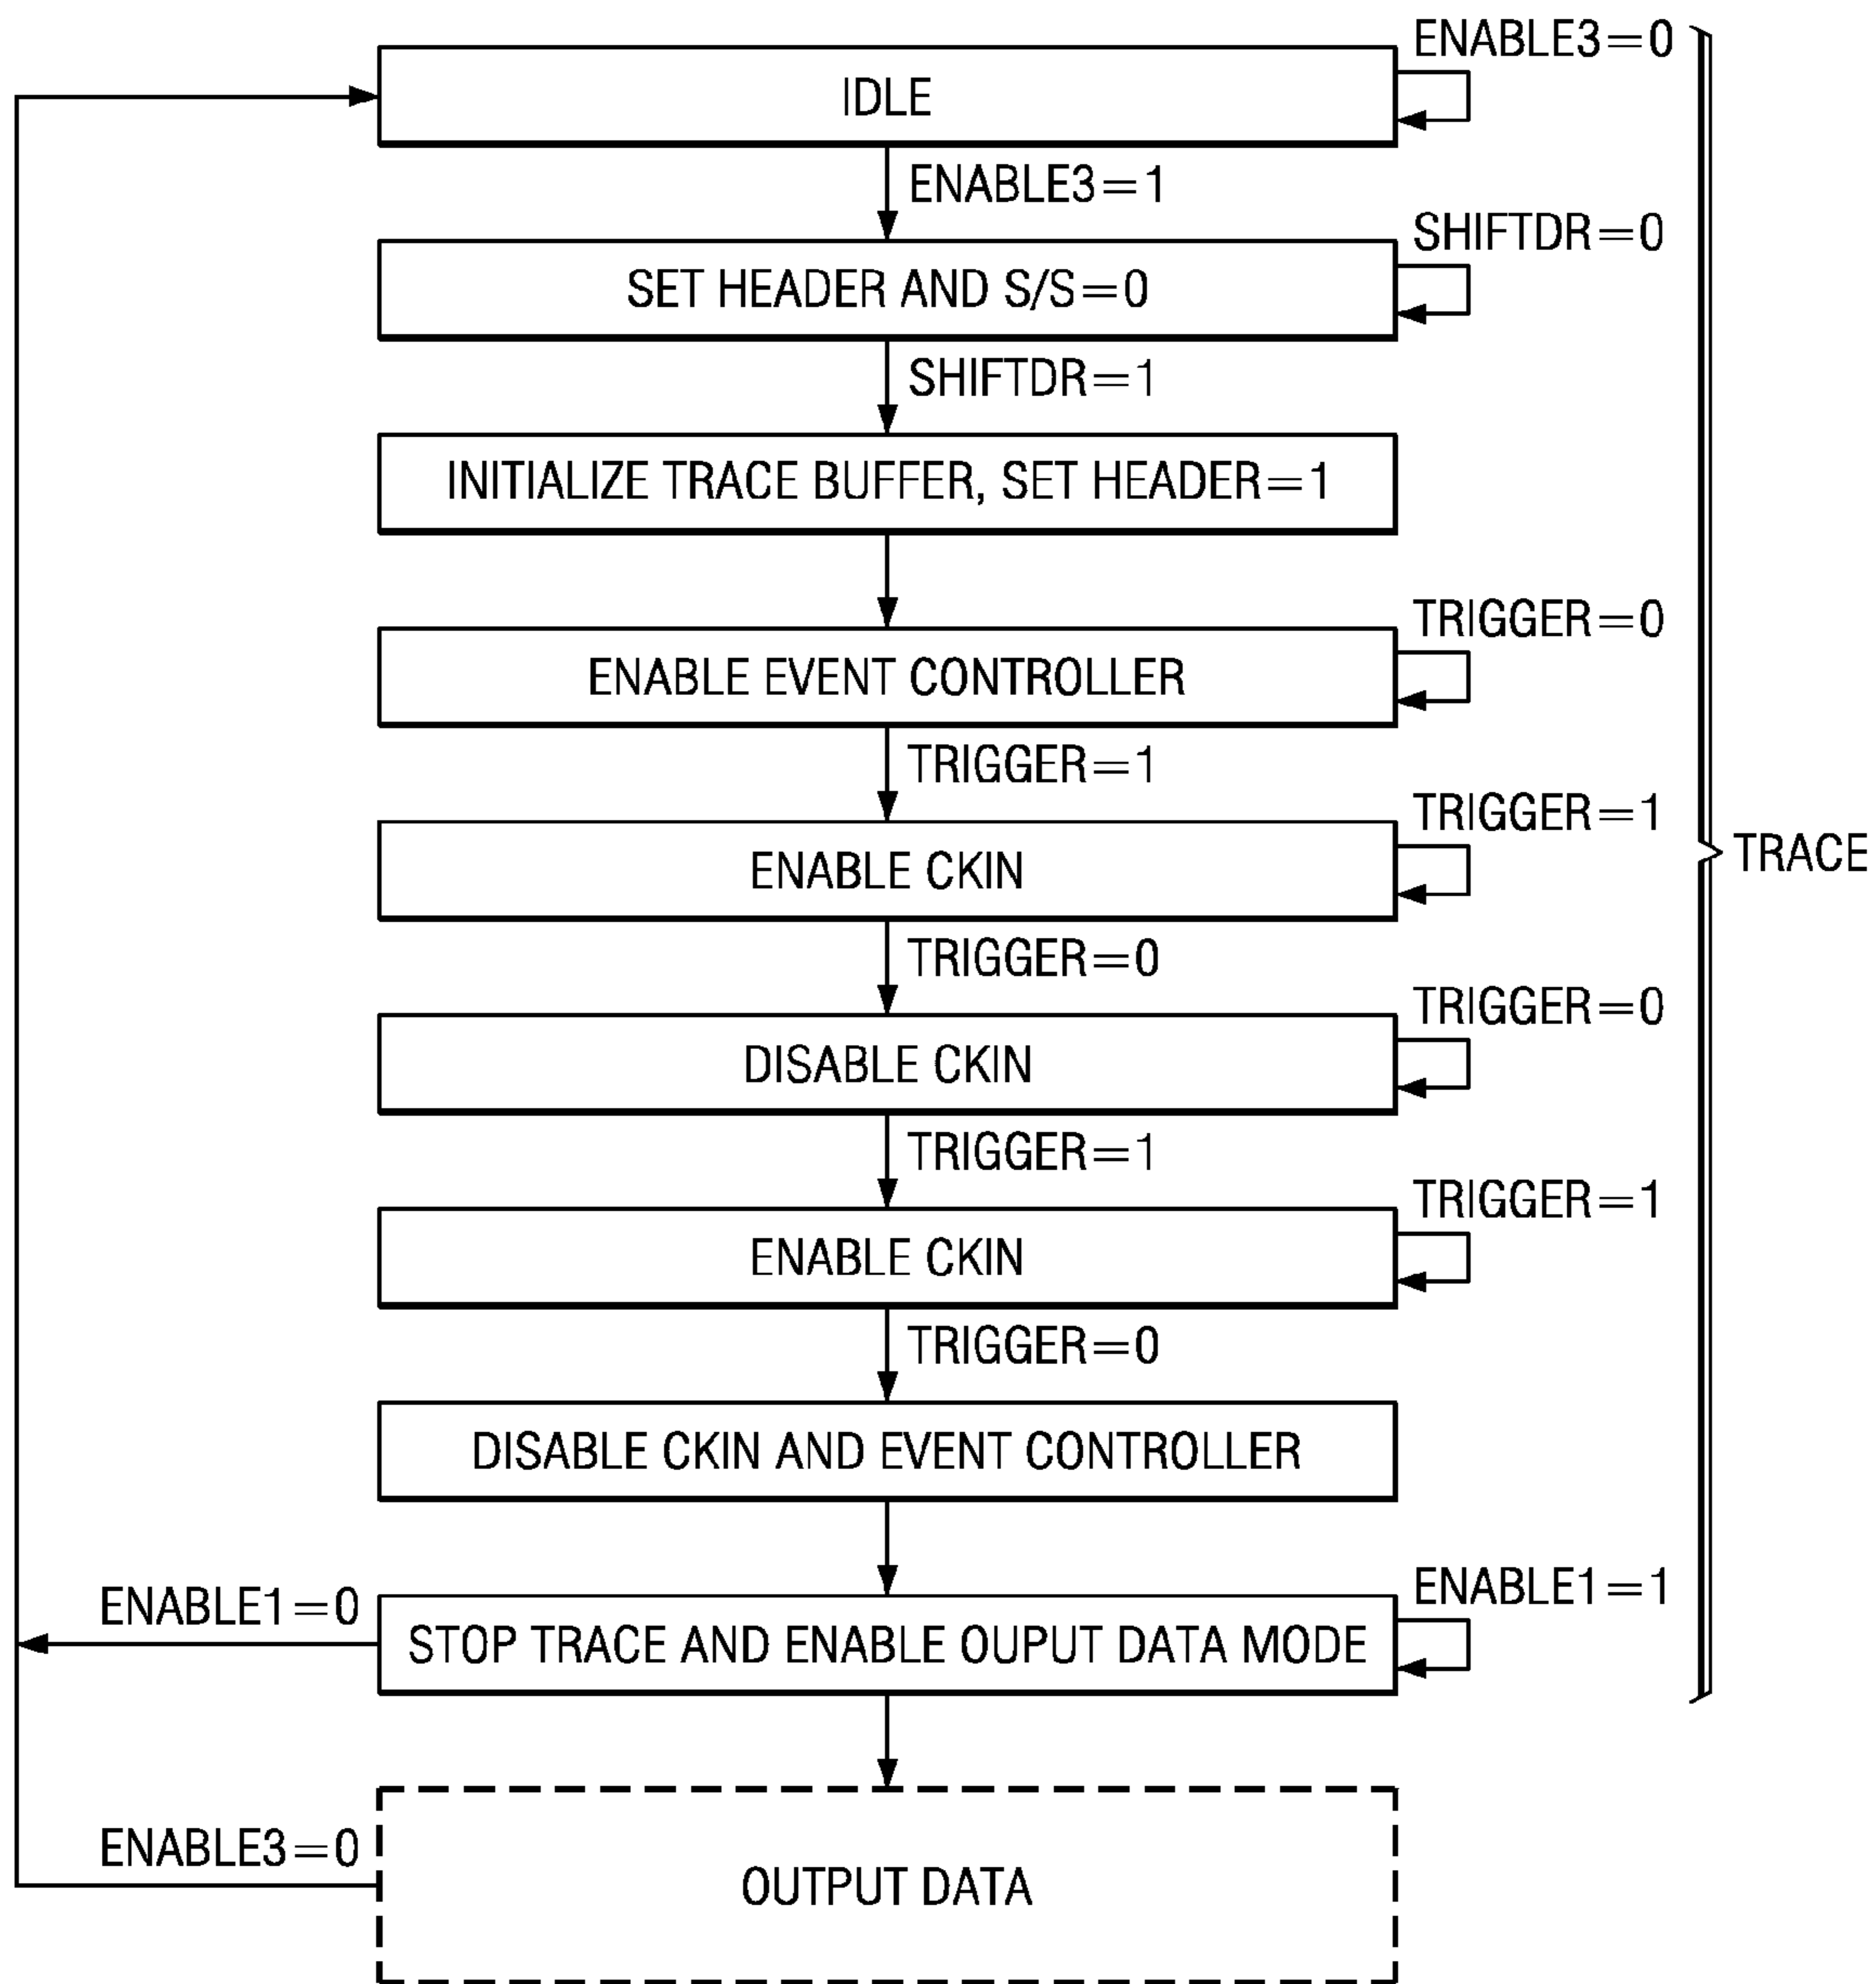 ENABLE3=0
IDLE
ENABLE3=1
SHIFTDR=0
SET HEADER AND S/S=0
SHIFTDR=1
INITIALIZE TRACE BUFFER, SET HEADER=1
TRIGGER=0
ENABLE EVENT CONTROLLER
TRIGGER=1
TRIGGER=1
TRACE
ENABLE CKIN
TRIGGER=0
TRIGGER=0
DISABLE CKIN
TRIGGER=1
TRIGGER=1
ENABLE CKIN
TRIGGER=0
DISABLE CKIN AND EVENT CONTROLLER
ENABLE1=1
ENABLE1=0
STOP TRACE AND ENABLE OUPUT DATA MODE
ENABLE3=0
OUTPUT DATA